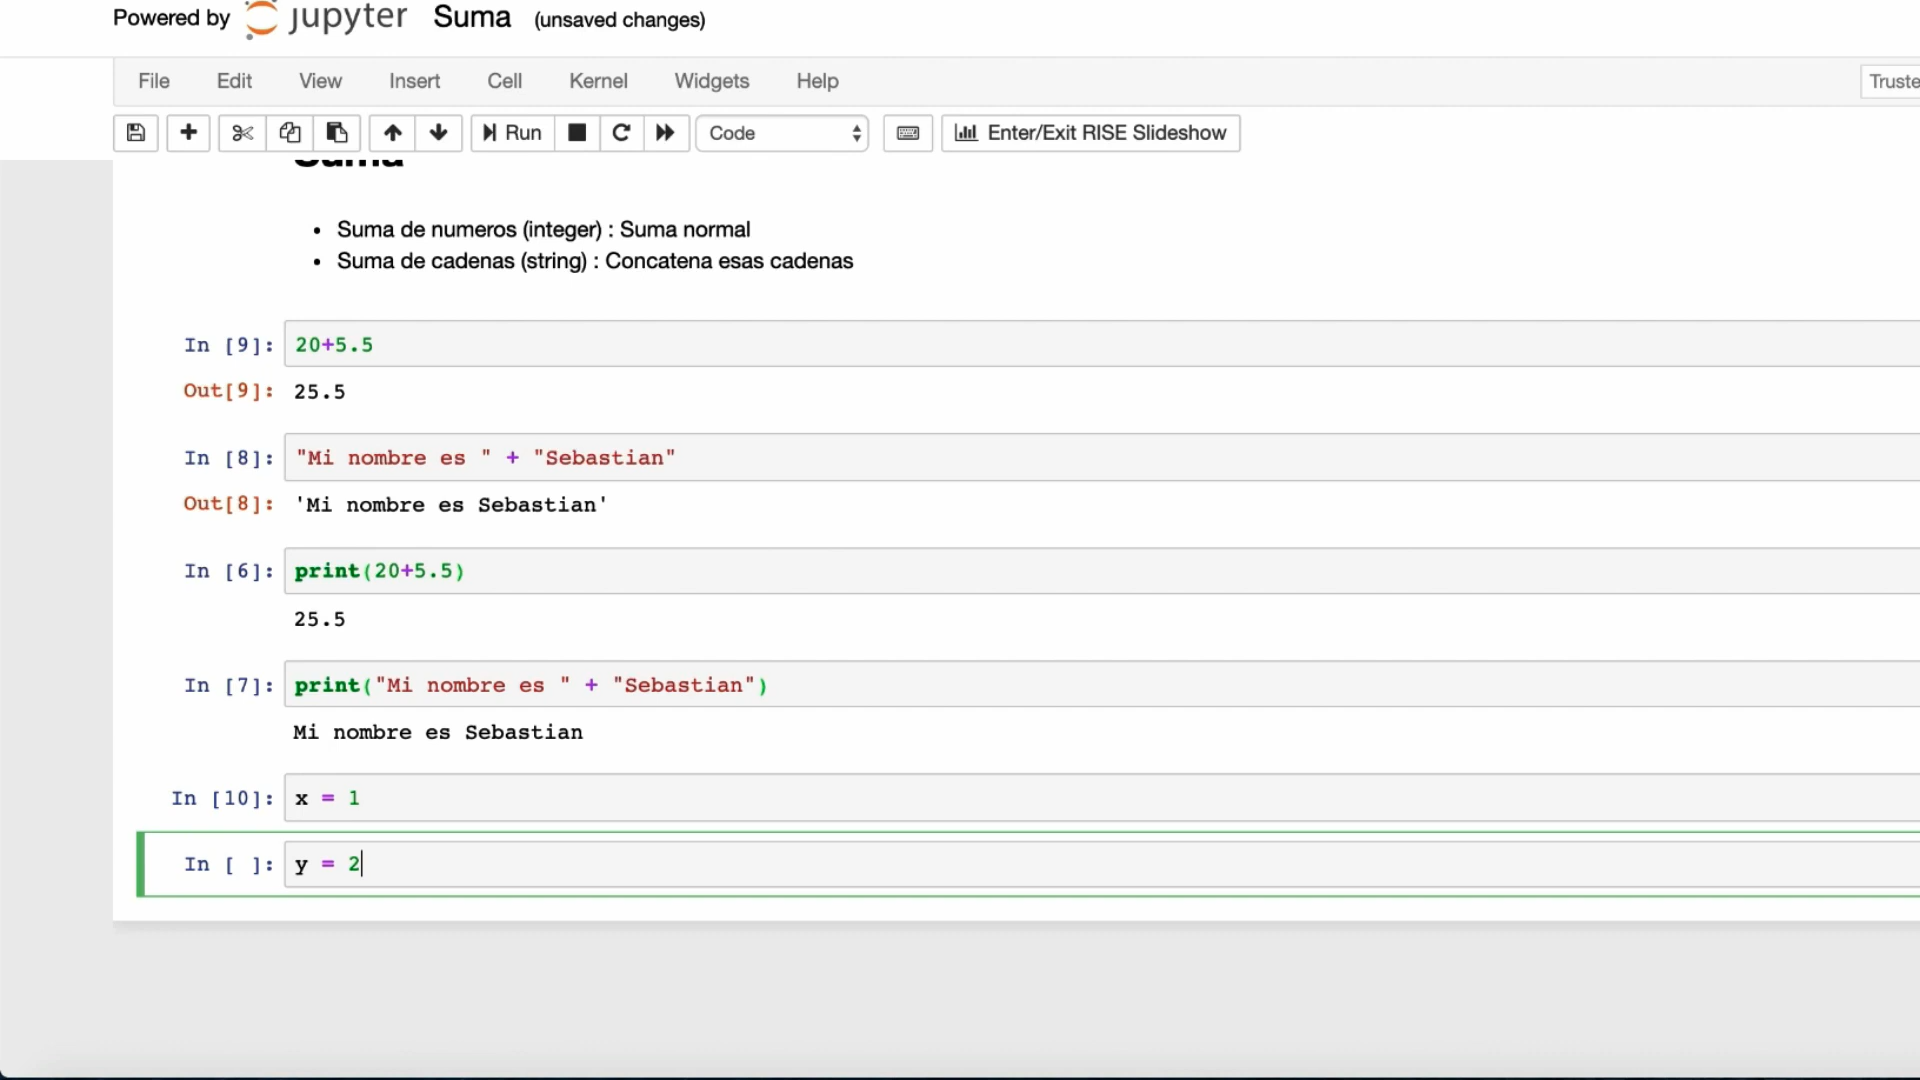 Powered by jupyter Suma (unsaved changes)
File Edit View Insert Cell Kernel Widgets Help Truste
Run Code Enter/Exit RISE Slideshow
Suma
• Suma de numeros (integer) : Suma normal
• Suma de cadenas (string) : Concatena esas cadenas
In [9]: 20+5.5
Out[9]: 25.5
In [8]: "Mi nombre es " + "Sebastian"
Out[8]: 'Mi nombre es Sebastian'
In [6]: print(20+5.5)
25.5
In [7]: print("Mi nombre es " + "Sebastian")
Mi nombre es Sebastian
In [10]: x = 1
In [ ]: y = 2